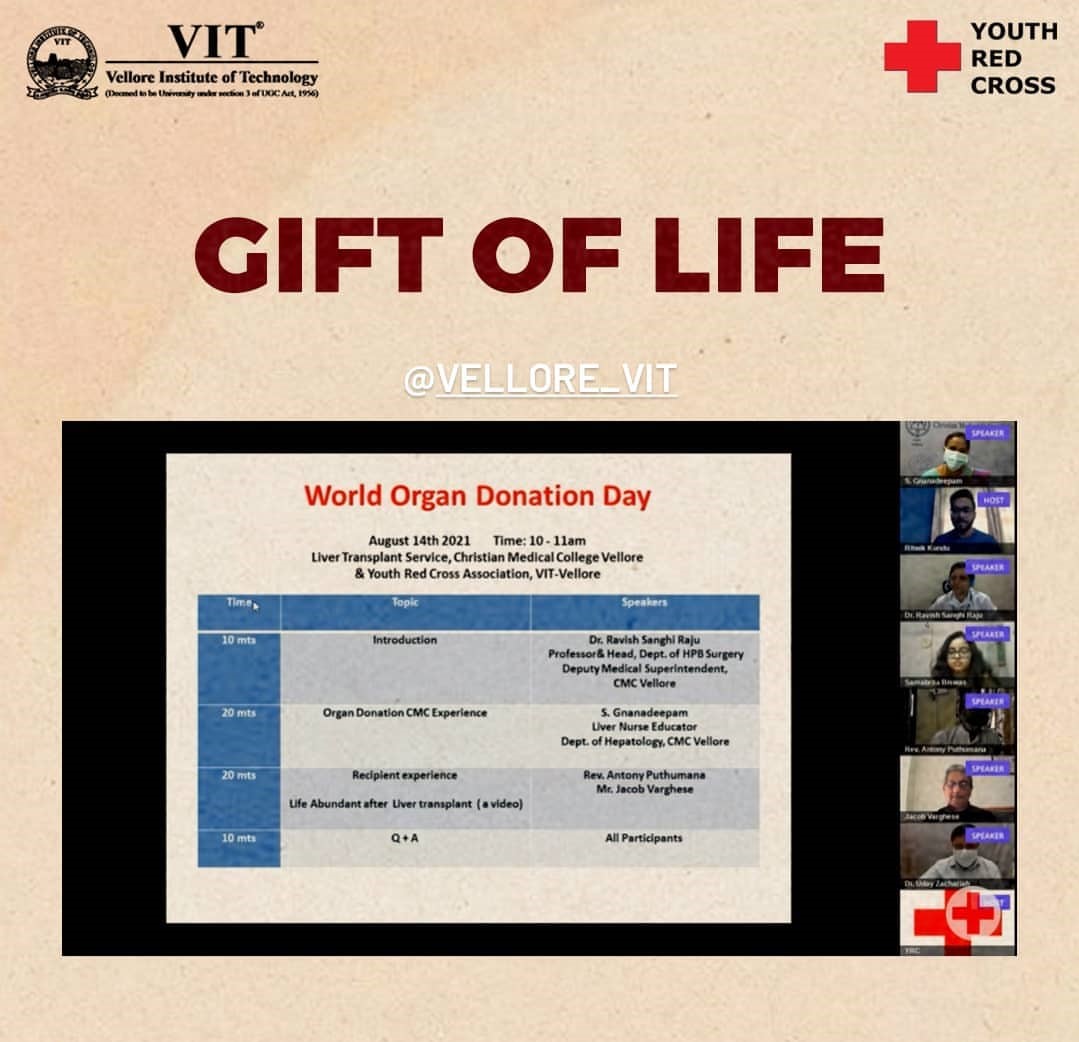 VIT®
Vellore Institute of Technology
(Deemed to be University under section 3 of UGC Act, 1956)
YOUTH
RED
CROSS
GIFT OF LIFE
@VELLORE_VIT
World Organ Donation Day
August 14th 2021 Time: 10 - 11am
Liver Transplant Service, Christian Medical College Vellore
& Youth Red Cross Association, VIT-Vellore
Time Topic Speakers
10 mts Introduction Dr. Ravish Sanghi Raju
Professor& Head, Dept. of HPB Surgery
Deputy Medical Superintendent,
CMC Vellore
20 mts Organ Donation CMC Experience S. Gnanadeepam
Liver Nurse Educator
Dept. of Hepatology, CMC Vellore
20 mts Recipient experience Rev. Antony Puthumana
Mr. Jacob Varghese
Life Abundant after Liver transplant ( a video)
10 mts Q + A All Participants
SPEAKER
S. Gnanadeepam
HOST
Kundu
SPEAKER
Dr. Ravish Sanghi Raju
SPEAKER
Biswas
SPEAKER
Rev. Antony Puthumana
SPEAKER
Jacob Varghese
SPEAKER
Dr. Uday Zachariah
YRC